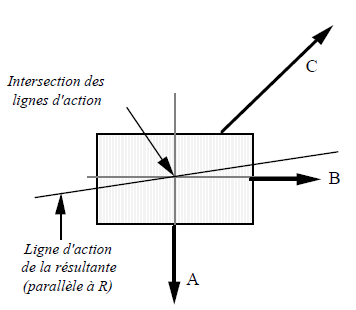 C
Intersection des
lignes d'action
B
Ligne d'action
de la résultante
(parallèle à R)
A